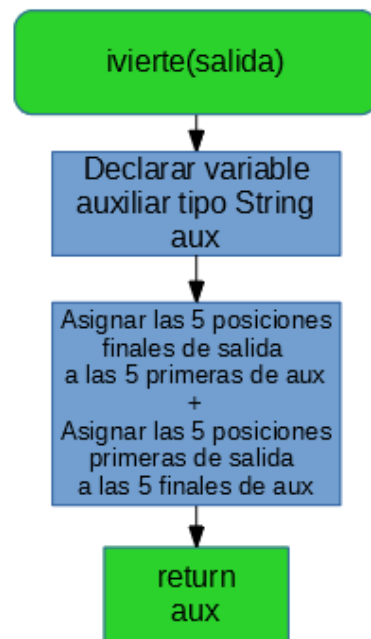 ivierte(salida)
Declarar variable
auxiliar tipo String
aux
Asignar las 5 posiciones
finales de salida
a las 5 primeras de aux
+
Asignar las 5 posiciones
primeras de salida
a las 5 finales de aux
return
aux